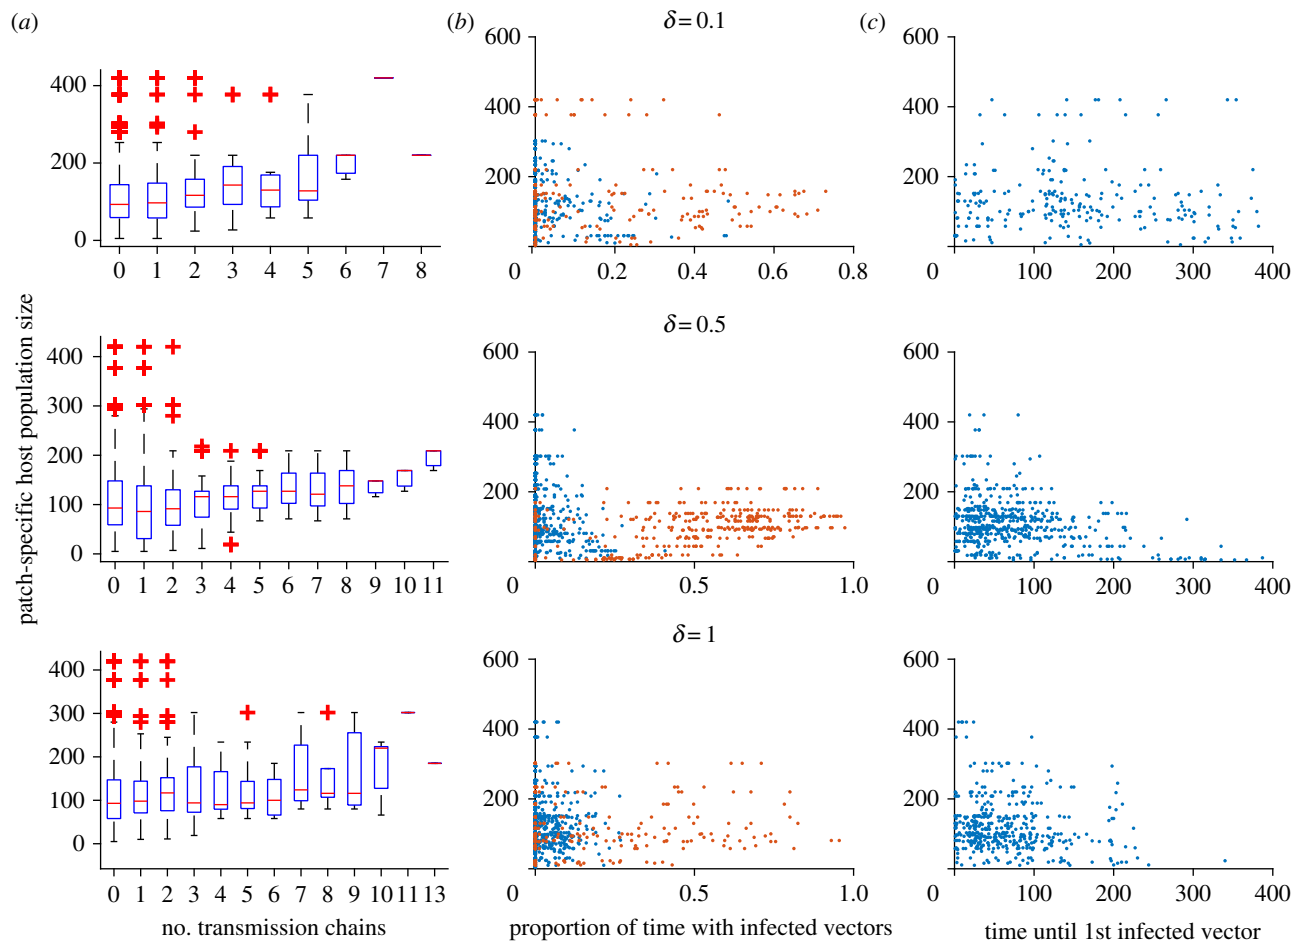 (a)
(b)
δ = 0.1
(c)
400
200
0
0 1 2 3 4 5 6 7 8
600
400
200
0
0.2 0.4 0.6 0.8
600
400
200
0
100 200 300 400
patch-specific host population size
400
300
200
100
0
0 1 2 3 4 5 6 7 8 9 10 11
δ = 0.5
600
400
200
0
0.5 1.0
600
400
200
0
100 200 300 400
400
300
200
100
0
0 1 2 3 4 5 6 7 8 9 10 11 13
no. transmission chains
δ = 1
600
400
200
0
0.5 1.0
proportion of time with infected vectors
600
400
200
0
100 200 300 400
time until 1st infected vector